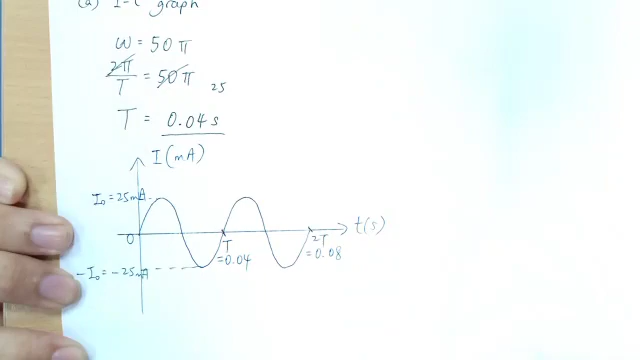 (a) I-t graph
ω = 50π
2π/T = 50π 25
T = 0.04 s
I (mA)
I₀ = 25mA
0
t(s)
T = 0.04
2T = 0.08
-I₀ = -25mA